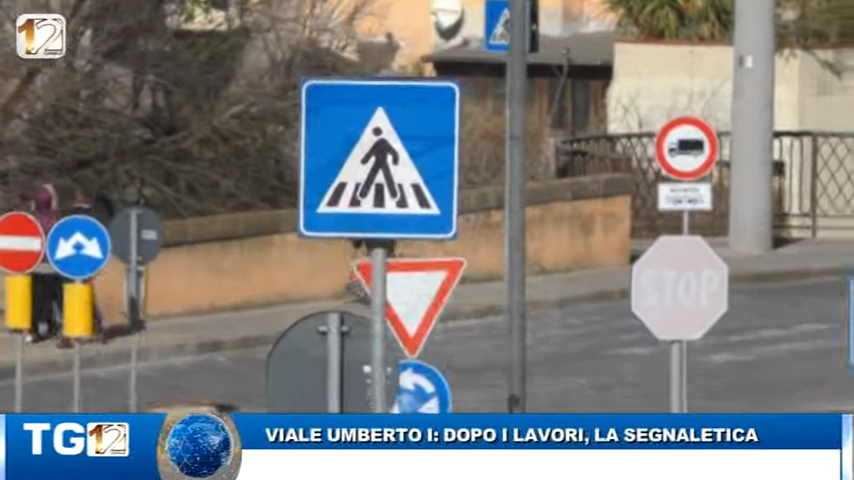 12
STOP
TG12
VIALE UMBERTO I: DOPO I LAVORI, LA SEGNALETICA